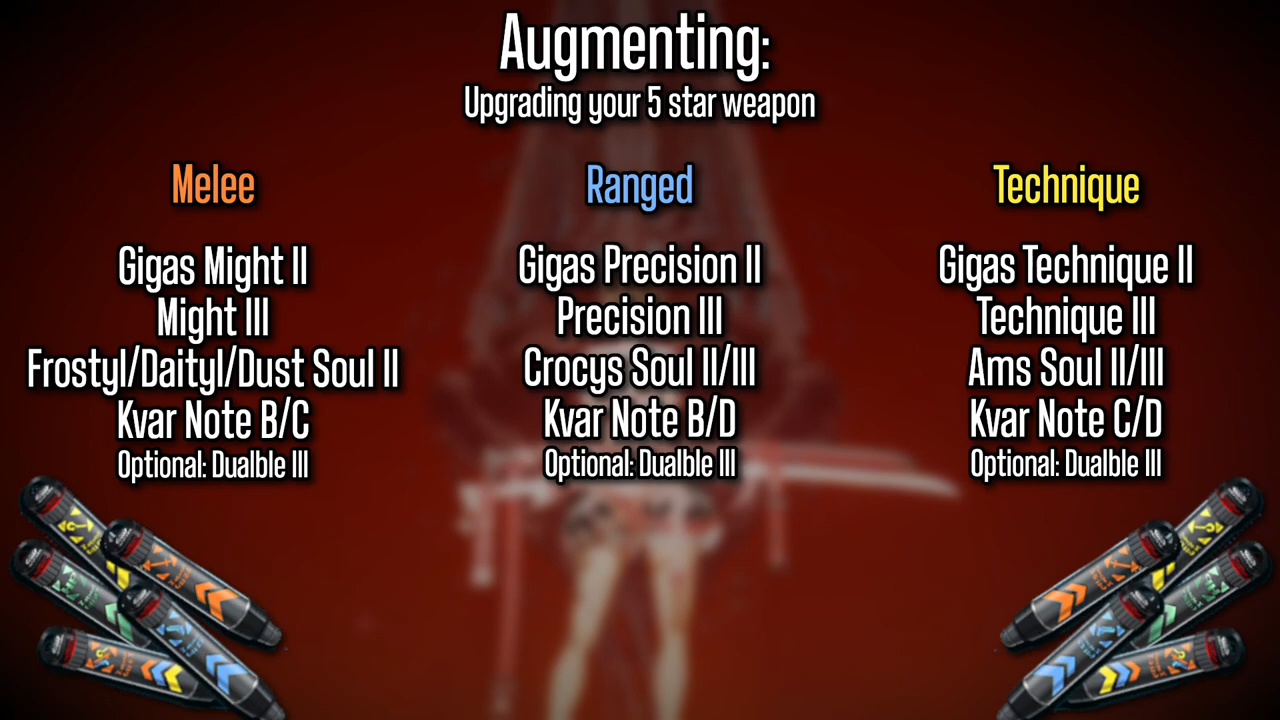 Augmenting:
Upgrading your 5 star weapon
Melee
Gigas Might II
Might III
Frostyl/Daityl/Dust Soul II
Kvar Note B/C
Optional: Dualble III
Ranged
Gigas Precision II
Precision III
Crocys Soul II/III
Kvar Note B/D
Optional: Dualble III
Technique
Gigas Technique II
Technique III
Ams Soul II/III
Kvar Note C/D
Optional: Dualble III